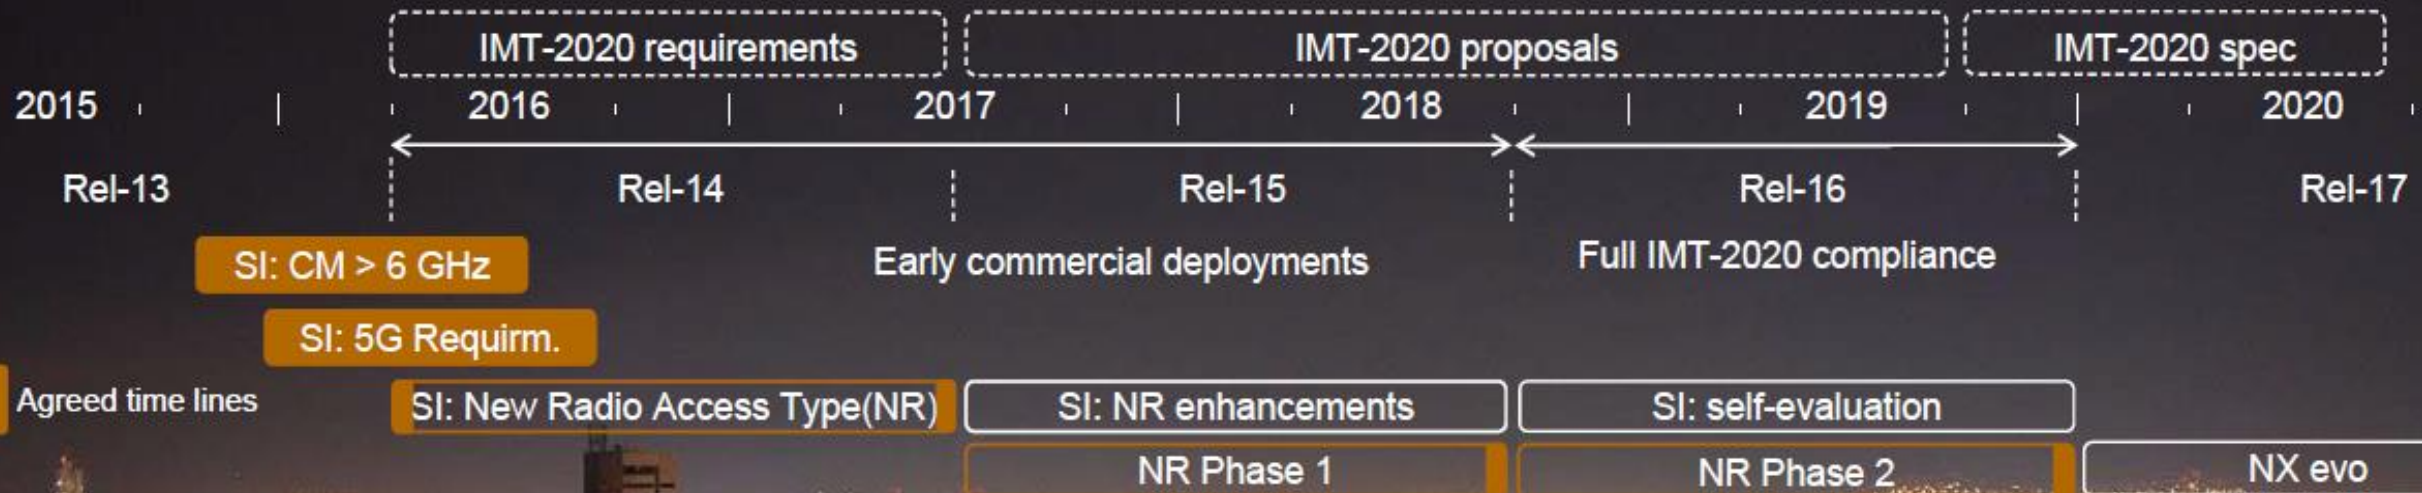 IMT-2020 requirements IMT-2020 proposals IMT-2020 spec
2015 2016 2017 2018 2019 2020
Rel-13 Rel-14 Rel-15 Rel-16 Rel-17
Early commercial deployments Full IMT-2020 compliance
SI: CM > 6 GHz
SI: 5G Requirm.
Agreed time lines SI: New Radio Access Type(NR) SI: NR enhancements SI: self-evaluation
NR Phase 1 NR Phase 2 NX evo